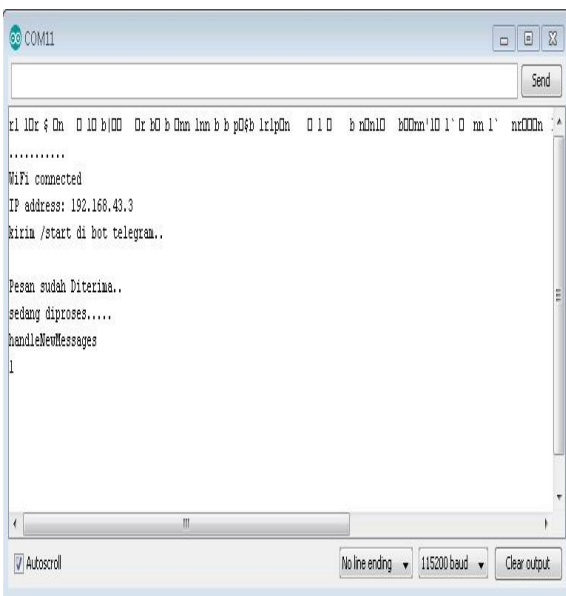 COM11
Send
...........
WiFi connected
IP address: 192.168.43.3
kirim /start di bot telegram..
Pesan sudah Diterima..
sedang diproses.....
handleNewMessages
1
Autoscroll
No line ending
115200 baud
Clear output